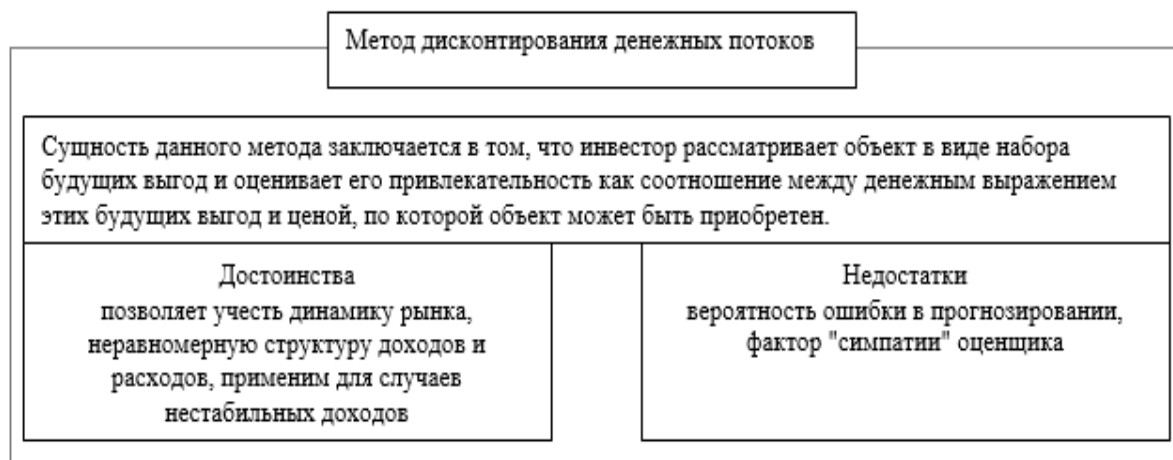 Метод дисконтирования денежных потоков
Сущность данного метода заключается в том, что инвестор рассматривает объект в виде набора
будущих выгод и оценивает его привлекательность как соотношение между денежным выражением
этих будущих выгод и ценой, по которой объект может быть приобретен.
Достоинства
позволяет учесть динамику рынка,
неравномерную структуру доходов и
расходов, применим для случаев
нестабильных доходов
Недостатки
вероятность ошибки в прогнозировании,
фактор "симпатии" оценщика